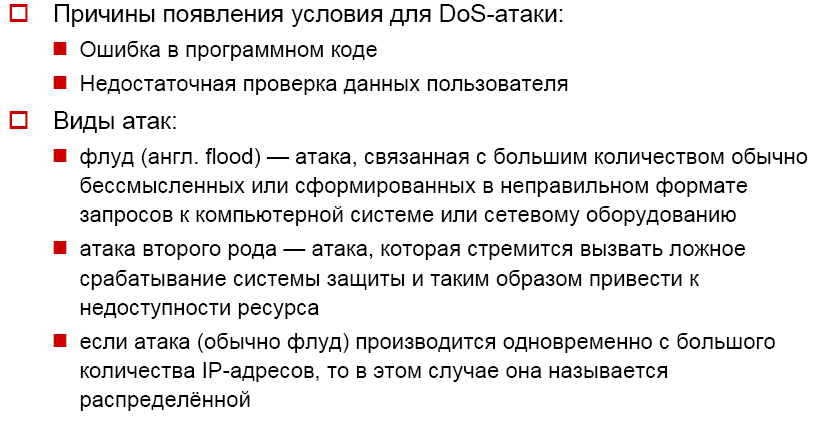 Причины появления условия для DoS-атаки:
Ошибка в программном коде
Недостаточная проверка данных пользователя
Виды атак:
флуд (англ. flood) — атака, связанная с большим количеством обычно
бессмысленных или сформированных в неправильном формате
запросов к компьютерной системе или сетевому оборудованию
атака второго рода — атака, которая стремится вызвать ложное
срабатывание системы защиты и таким образом привести к
недоступности ресурса
если атака (обычно флуд) производится одновременно с большого
количества IP-адресов, то в этом случае она называется
распределённой